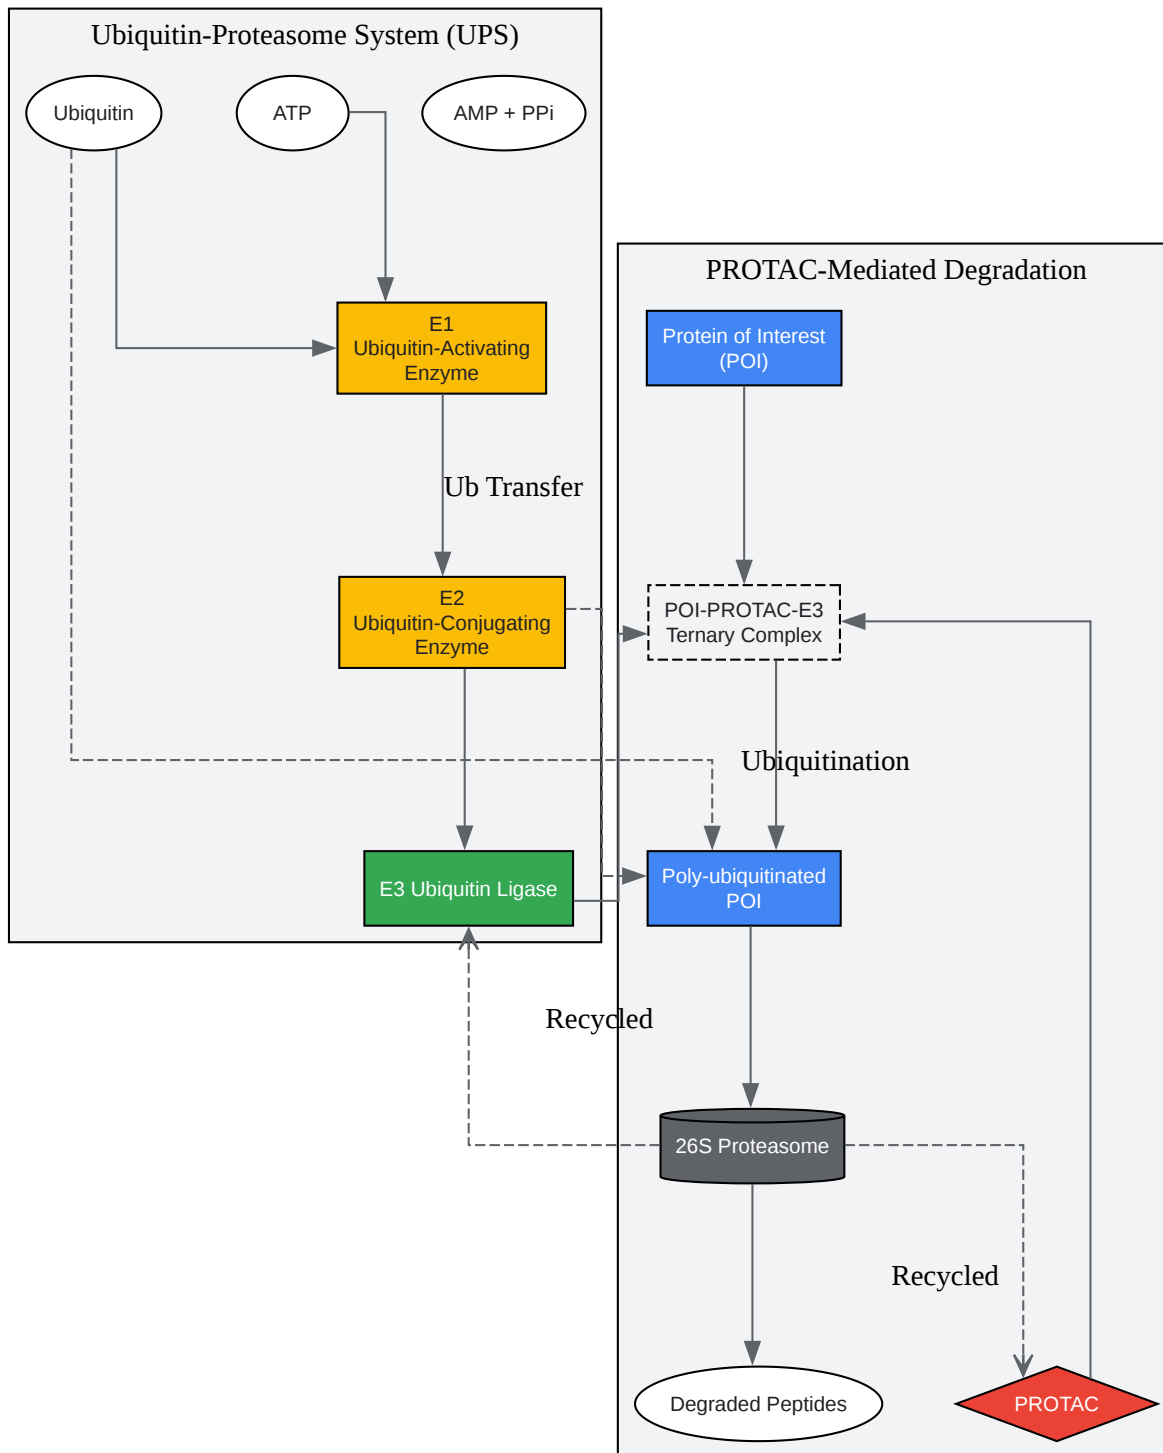 Ubiquitin-Proteasome System (UPS)
Ubiquitin
ATP
AMP + PPi
PROTAC-Mediated Degradation
E1
Ubiquitin-Activating
Enzyme
Protein of Interest
(POI)
Ub Transfer
E2
Ubiquitin-Conjugating
Enzyme
POI-PROTAC-E3
Ternary Complex
Ubiquitination
E3 Ubiquitin Ligase
Poly-ubiquitinated
POI
Recycled
26S Proteasome
Recycled
Degraded Peptides
PROTAC